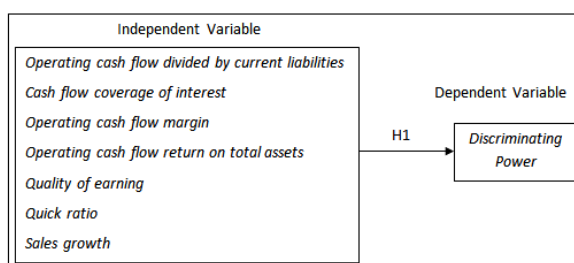 Independent Variable
Operating cash flow divided by current liabilities
Cash flow coverage of interest
Operating cash flow margin
Operating cash flow return on total assets
Quality of earning
Quick ratio
Sales growth
H1
Dependent Variable
Discriminating
Power